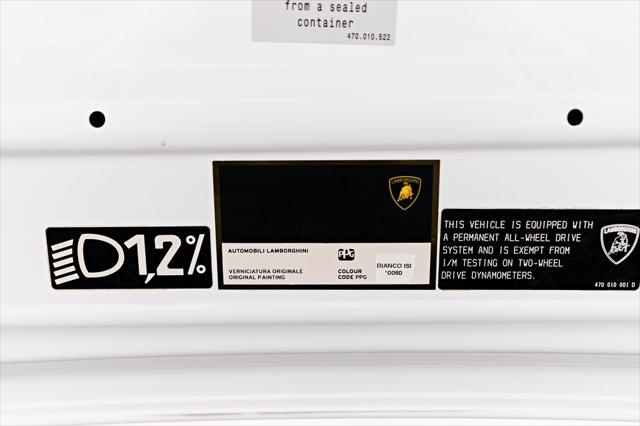 from a sealed
container
470.010.522
LAMBORGHINI
AUTOMOBILI LAMBORGHINI
PPG
VERNICIATURA ORIGINALE
ORIGINAL PAINTING
COLOUR
CODE PPG
BIANCO ISI
*0060
1,2%
THIS VEHICLE IS EQUIPPED WITH
A PERMANENT ALL-WHEEL DRIVE
SYSTEM AND IS EXEMPT FROM
I/M TESTING ON TWO-WHEEL
DRIVE DYNAMOMETERS.
LAMBORGHINI
470 010 001 D